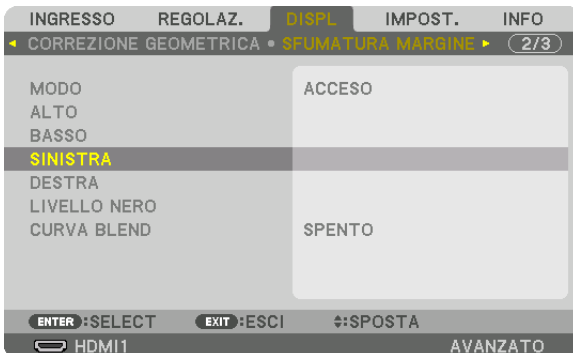 INGRESSO REGOLAZ. DISPL IMPOST. INFO
CORREZIONE GEOMETRICA • SFUMATURA MARGINE 2/3
MODO ACCESO
ALTO
BASSO
SINISTRA
DESTRA
LIVELLO NERO
CURVA BLEND SPENTO
ENTER :SELECT EXIT :ESCI :SPOSTA
HDMI1 AVANZATO